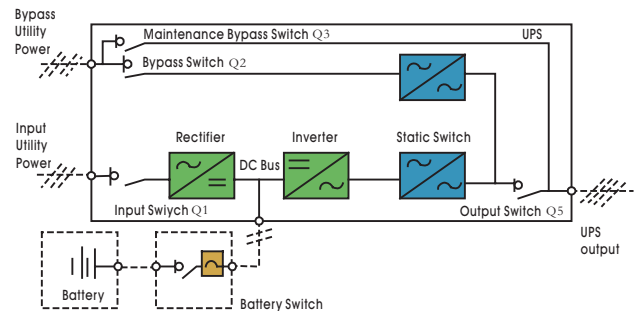 Bypass
Utility
Power
Maintenance Bypass Switch Q3
UPS
Bypass Switch Q2
Input
Utility
Power
Rectifier
DC Bus
Inverter
Static Switch
Input Swiych Q1
Output Switch Q5
UPS
output
Battery
Battery Switch